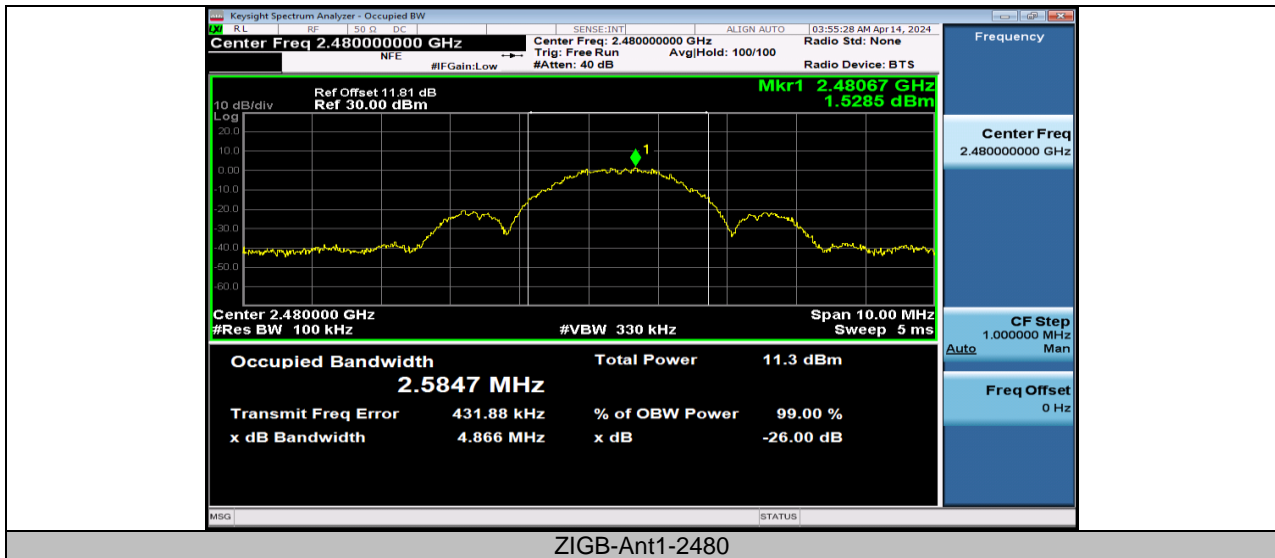 Keysight Spectrum Analyzer - Occupied BW
LXI RL RF 50 Ω DC SENSE:INT ALIGN AUTO 03:55:28 AM Apr 14, 2024
Center Freq 2.480000000 GHz
Center Freq: 2.480000000 GHz
Radio Std: None
NFE
Trig: Free Run Avg|Hold: 100/100
#IFGain:Low
#Atten: 40 dB
Radio Device: BTS
Frequency
Ref Offset 11.81 dB
Mkr1 2.48067 GHz
10 dB/div Ref 30.00 dBm
1.5285 dBm
Log
20.0
10.0
0.00
-10.0
-20.0
-30.0
-40.0
-50.0
-60.0
1
Center 2.480000 GHz
Span 10.00 MHz
#Res BW 100 kHz
#VBW 330 kHz
Sweep 5 ms
Center Freq
2.480000000 GHz
CF Step
1.000000 MHz
Auto Man
Freq Offset
0 Hz
Occupied Bandwidth
Total Power 11.3 dBm
2.5847 MHz
Transmit Freq Error 431.88 kHz % of OBW Power 99.00 %
x dB Bandwidth 4.866 MHz x dB -26.00 dB
MSG STATUS
ZIGB-Ant1-2480